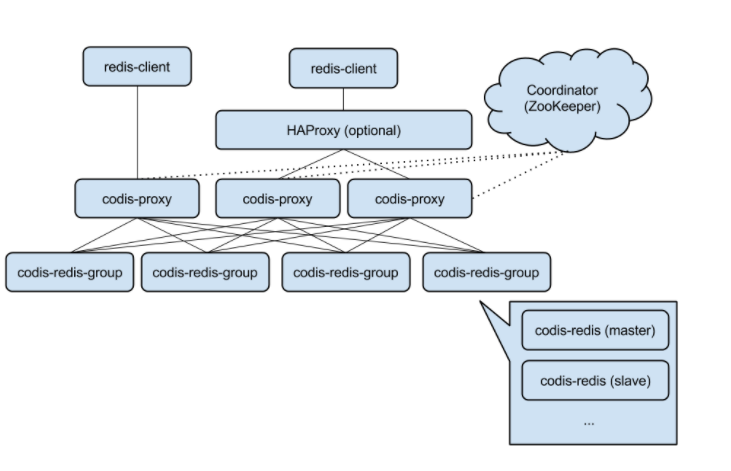 redis-client
redis-client
Coordinator
(ZooKeeper)
HAProxy (optional)
codis-proxy
codis-proxy
codis-proxy
codis-redis-group
codis-redis-group
codis-redis-group
codis-redis-group
codis-redis (master)
codis-redis (slave)
...